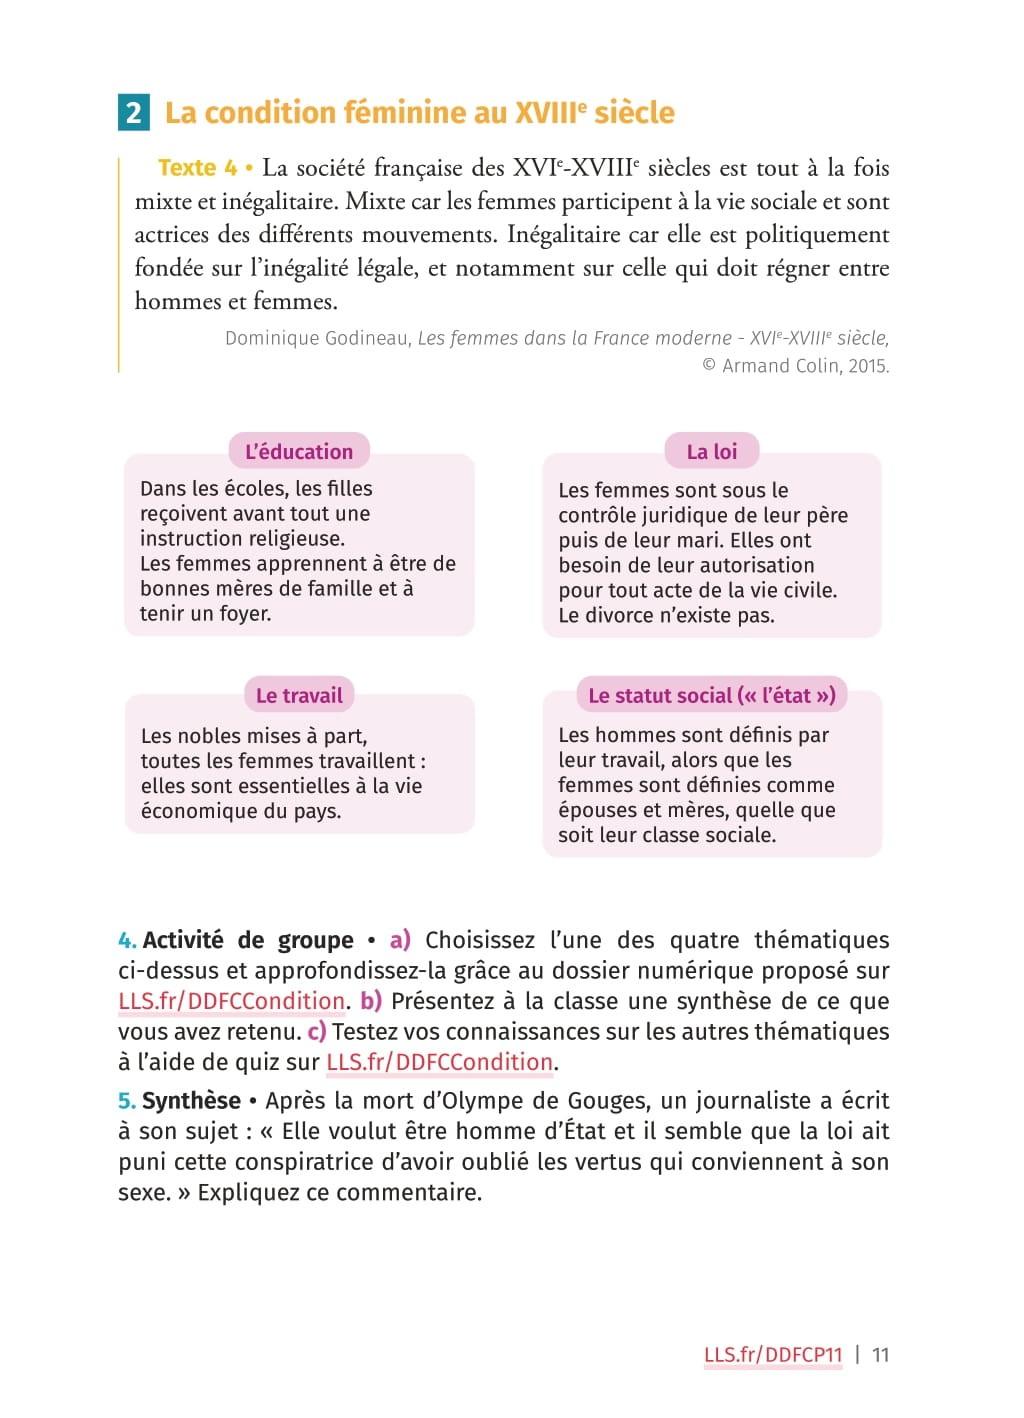 2 La condition féminine au XVIIIe siècle
Texte 4 • La société française des XVIe-XVIIIe siècles est tout à la fois
mixte et inégalitaire. Mixte car les femmes participent à la vie sociale et sont
actrices des différents mouvements. Inégalitaire car elle est politiquement
fondée sur l’inégalité légale, et notamment sur celle qui doit régner entre
hommes et femmes.
Dominique Godineau, Les femmes dans la France moderne - XVIe-XVIIIe siècle,
© Armand Colin, 2015.
L’éducation
Dans les écoles, les filles
reçoivent avant tout une
instruction religieuse.
Les femmes apprennent à être de
bonnes mères de famille et à
tenir un foyer.
La loi
Les femmes sont sous le
contrôle juridique de leur père
puis de leur mari. Elles ont
besoin de leur autorisation
pour tout acte de la vie civile.
Le divorce n’existe pas.
Le travail
Les nobles mises à part,
toutes les femmes travaillent :
elles sont essentielles à la vie
économique du pays.
Le statut social (« l’état »)
Les hommes sont définis par
leur travail, alors que les
femmes sont définies comme
épouses et mères, quelle que
soit leur classe sociale.
4. Activité de groupe • a) Choisissez l’une des quatre thématiques
ci-dessus et approfondissez-la grâce au dossier numérique proposé sur
LLS.fr/DDFCCondition. b) Présentez à la classe une synthèse de ce que
vous avez retenu. c) Testez vos connaissances sur les autres thématiques
à l’aide de quiz sur LLS.fr/DDFCCondition.
5. Synthèse • Après la mort d’Olympe de Gouges, un journaliste a écrit
à son sujet : « Elle voulut être homme d’État et il semble que la loi ait
puni cette conspiratrice d’avoir oublié les vertus qui conviennent à son
sexe. » Expliquez ce commentaire.
LLS.fr/DDFCP11 | 11